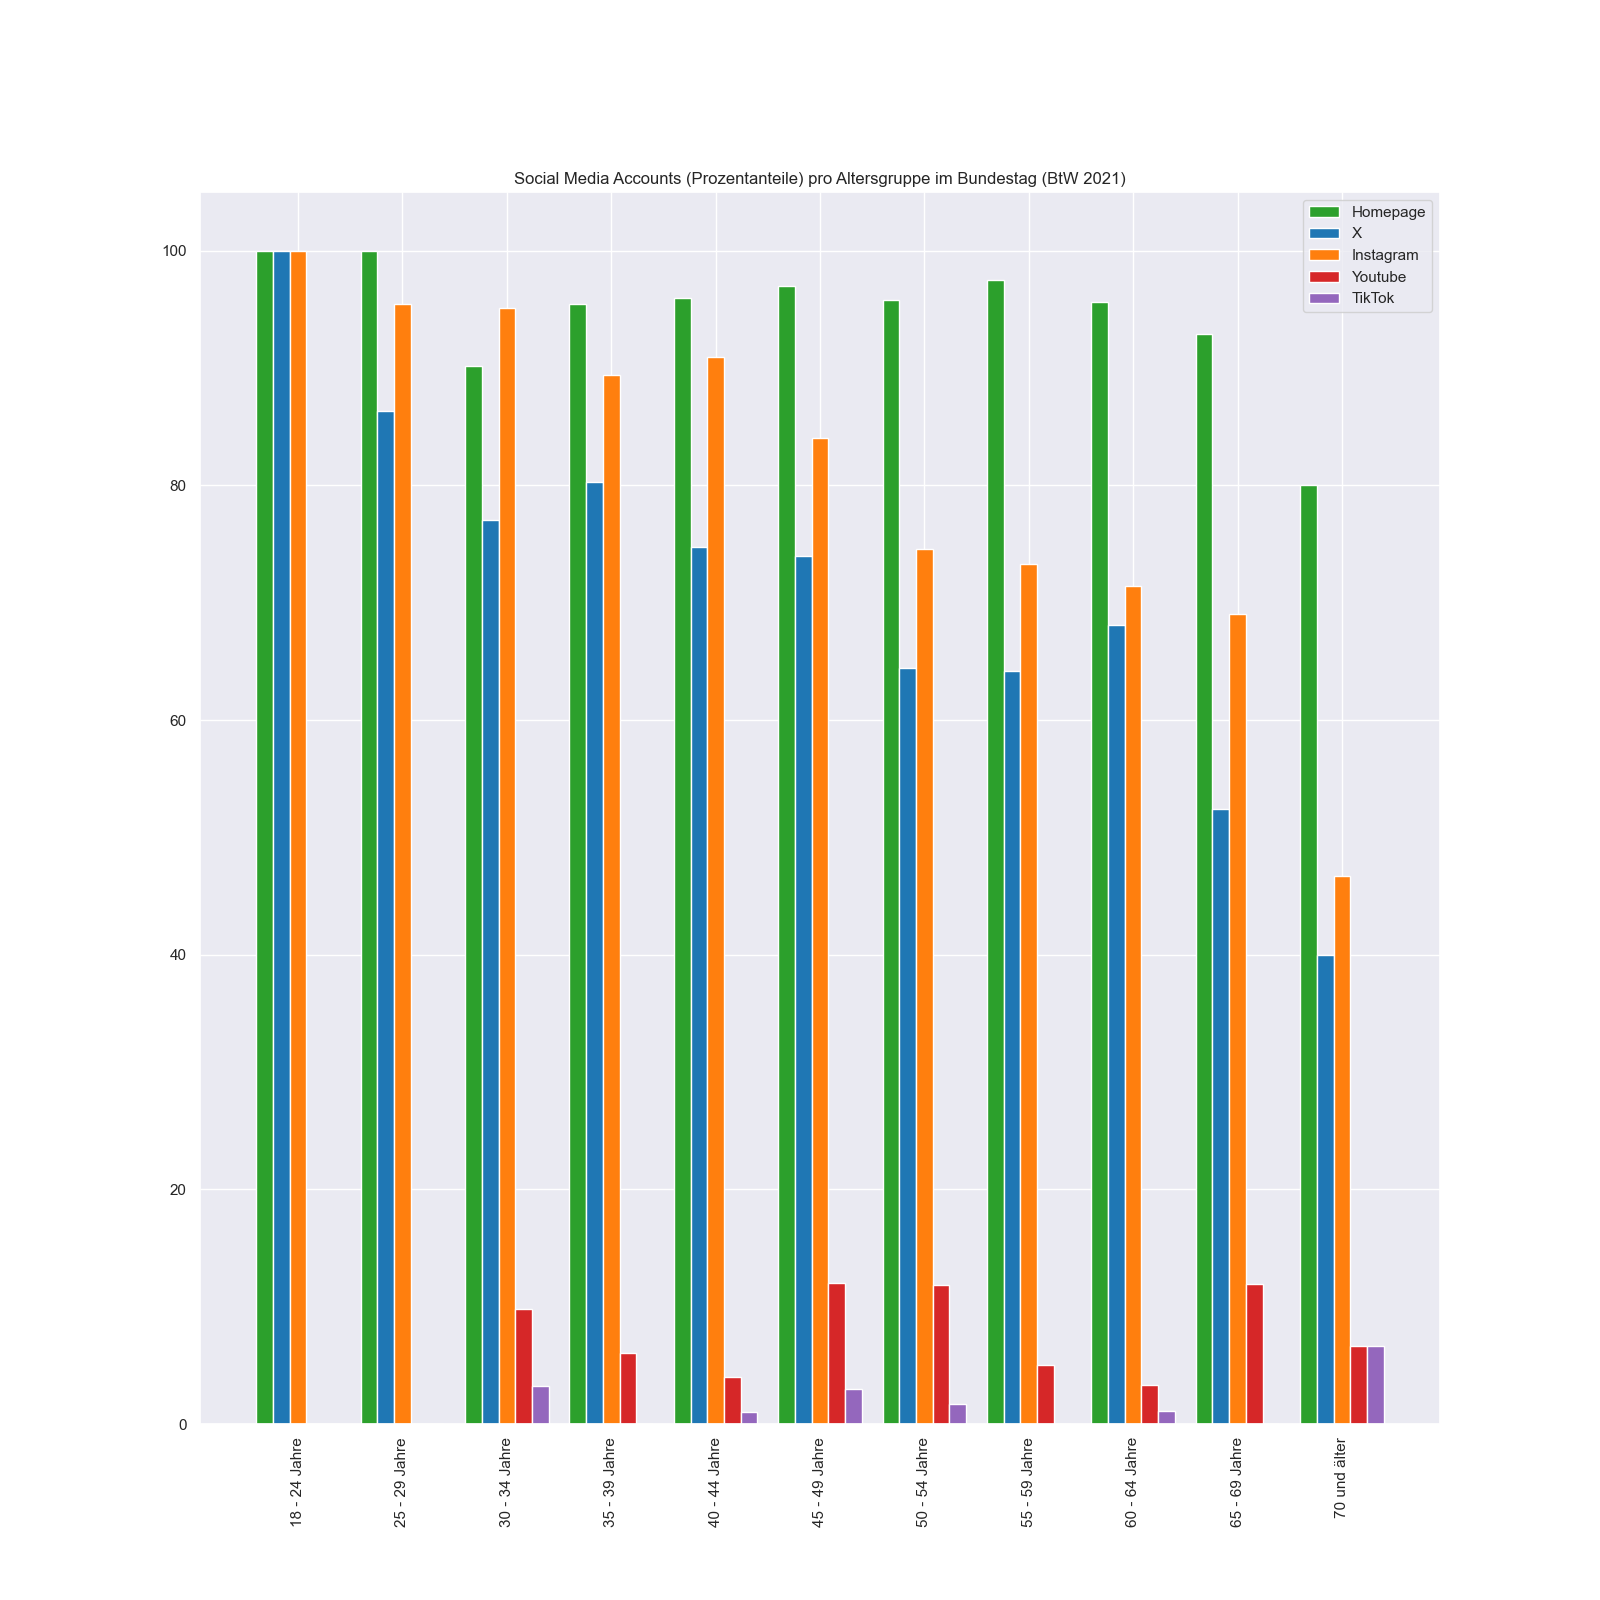 Social Media Accounts (Prozentanteile) pro Altersgruppe im Bundestag (BtW 2021)
Homepage
X
Instagram
Youtube
TikTok
100
80
60
40
20
0
18 - 24 Jahre
25 - 29 Jahre
30 - 34 Jahre
35 - 39 Jahre
40 - 44 Jahre
45 - 49 Jahre
50 - 54 Jahre
55 - 59 Jahre
60 - 64 Jahre
65 - 69 Jahre
70 und älter